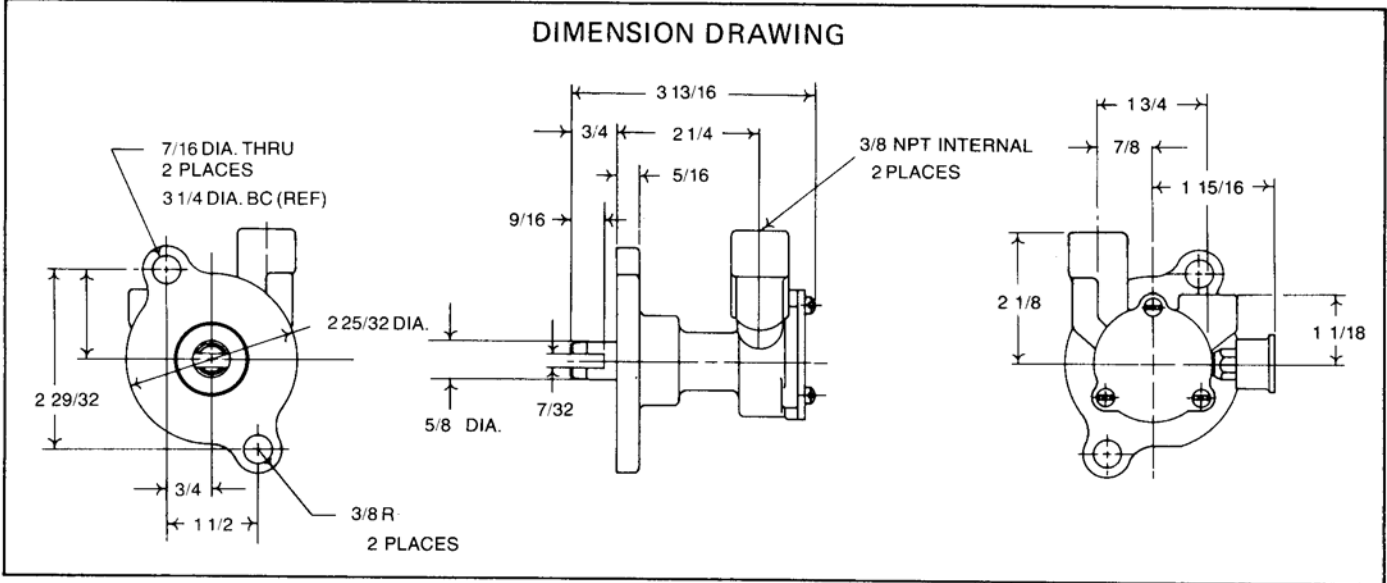 DIMENSION DRAWING
7/16 DIA. THRU
2 PLACES
3 1/4 DIA. BC (REF)
2 25/32 DIA.
2 29/32
3/4
1 1/2
3/8 R
2 PLACES
3 13/16
3/4
2 1/4
5/16
9/16
3/8 NPT INTERNAL
2 PLACES
7/32
5/8 DIA.
1 3/4
7/8
1 15/16
2 1/8
1 1/18